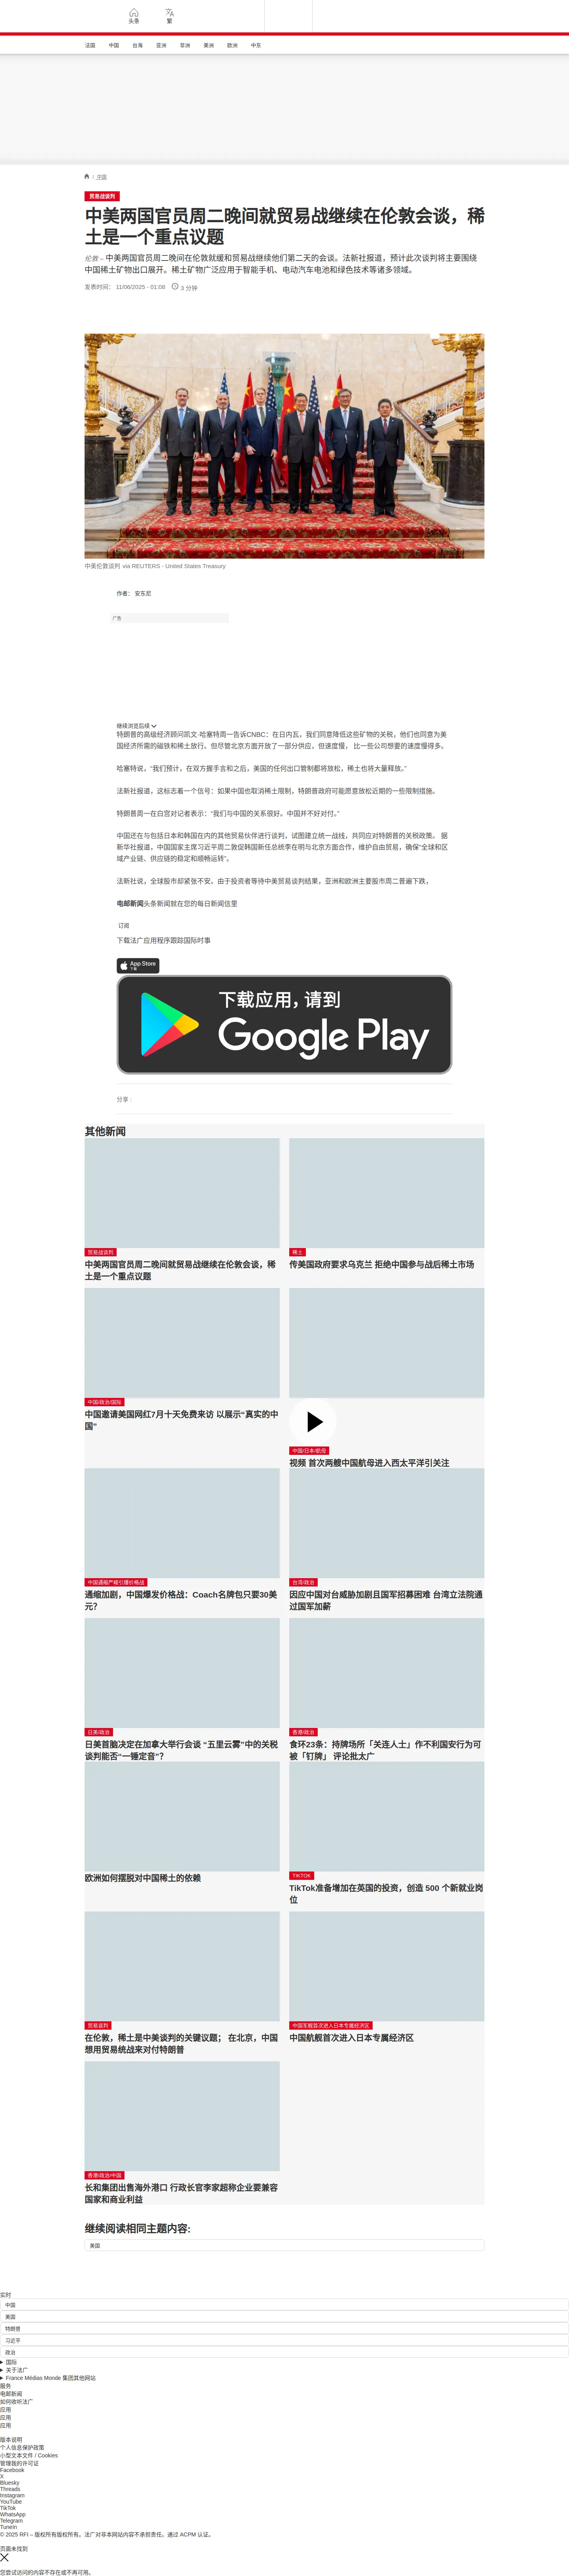 头条
繁
法国 中国 台海 亚洲 非洲 美洲 欧洲 中东
/ 中国
贸易战谈判
中美两国官员周二晚间就贸易战继续在伦敦会谈，稀
土是一个重点议题
伦敦 – 中美两国官员周二晚间在伦敦就缓和贸易战继续他们第二天的会谈。法新社报道，预计此次谈判将主要围绕
中国稀土矿物出口展开。稀土矿物广泛应用于智能手机、电动汽车电池和绿色技术等诸多领域。
发表时间： 11/06/2025 - 01:08 3 分钟
中美伦敦谈判 via REUTERS - United States Treasury
作者： 安东尼
广告
继续浏览后续
特朗普的高级经济顾问凯文·哈塞特周一告诉CNBC：在日内瓦，我们同意降低这些矿物的关税，他们也同意为美
国经济所需的磁铁和稀土放行。但尽管北京方面开放了一部分供应，但速度慢， 比一些公司想要的速度慢得多。
哈塞特说，“我们预计，在双方握手言和之后，美国的任何出口管制都将放松，稀土也将大量释放。”
法新社报道，这标志着一个信号：如果中国也取消稀土限制，特朗普政府可能愿意放松近期的一些限制措施。
特朗普周一在白宫对记者表示：“我们与中国的关系很好。中国并不好对付。”
中国还在与包括日本和韩国在内的其他贸易伙伴进行谈判，试图建立统一战线，共同应对特朗普的关税政策。 据
新华社报道，中国国家主席习近平周二敦促韩国新任总统李在明与北京方面合作，维护自由贸易，确保“全球和区
域产业链、供应链的稳定和顺畅运转”。
法新社说，全球股市却紧张不安。由于投资者等待中美贸易谈判结果，亚洲和欧洲主要股市周二普遍下跌，
电邮新闻头条新闻就在您的每日新闻信里
订阅
下载法广应用程序跟踪国际时事
App Store
下载
下载应用，请到
Google Play
分享 :
其他新闻
贸易战谈判
中美两国官员周二晚间就贸易战继续在伦敦会谈，稀
土是一个重点议题
稀土
传美国政府要求乌克兰 拒绝中国参与战后稀土市场
中国/政治/国际
中国邀请美国网红7月十天免费来访 以展示“真实的中
国”
中国/日本/航母
视频 首次两艘中国航母进入西太平洋引关注
中国通缩产能引爆价格战
通缩加剧，中国爆发价格战：Coach名牌包只要30美
元?
台湾/政治
因应中国对台威胁加剧且国军招募困难 台湾立法院通
过国军加薪
日美/政治
日美首脑决定在加拿大举行会谈 “五里云雾”中的关税
谈判能否“一锤定音”？
香港/政治
食环23条：持牌场所「关连人士」作不利国安行为可
被「钉牌」 评论批太广
欧洲如何摆脱对中国稀土的依赖
TIKTOK
TikTok准备增加在英国的投资，创造 500 个新就业岗
位
贸易谈判
在伦敦，稀土是中美谈判的关键议题； 在北京，中国
想用贸易统战来对付特朗普
中国军舰首次进入日本专属经济区
中国航舰首次进入日本专属经济区
香港/政治/中国
长和集团出售海外港口 行政长官李家超称企业要兼容
国家和商业利益
继续阅读相同主题内容:
美国
实时
中国
美国
特朗普
习近平
政治
国际
关于法广
France Médias Monde 集团其他网站
服务
电邮新闻
如何收听法广
应用
应用
应用
版本说明
个人信息保护政策
小型文本文件 / Cookies
管理我的许可证
Facebook
X
Bluesky
Threads
Instagram
YouTube
TikTok
WhatsApp
Telegram
TuneIn
© 2025 RFI – 版权所有版权所有。法广对非本网站内容不承担责任。通过 ACPM 认证。
页面未找到
您尝试访问的内容不存在或不再可用。